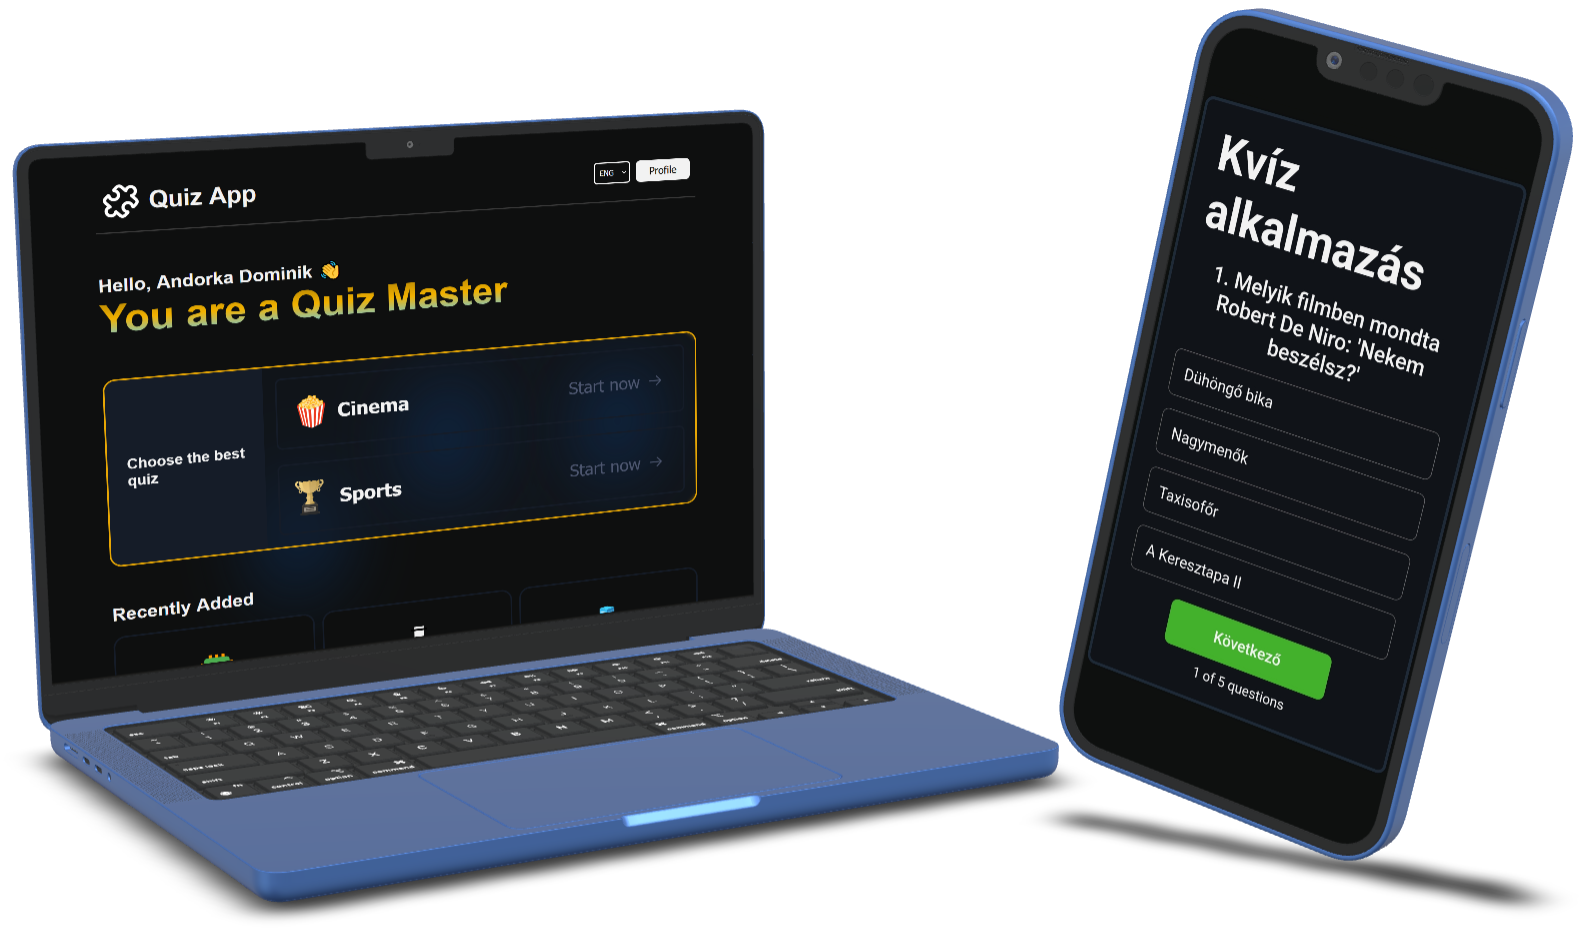 Quiz App
ENG
Profile
Hello, Andorka Dominik 👋
You are a Quiz Master
Choose the best
quiz
Cinema
Start now →
Sports
Start now →
Recently Added
Kvíz
alkalmazás
1. Melyik filmben mondta
Robert De Niro: 'Nekem
beszélsz?'
Dühöngő bika
Nagymenők
Taxisofőr
A Keresztapa II
Következő
1 of 5 questions